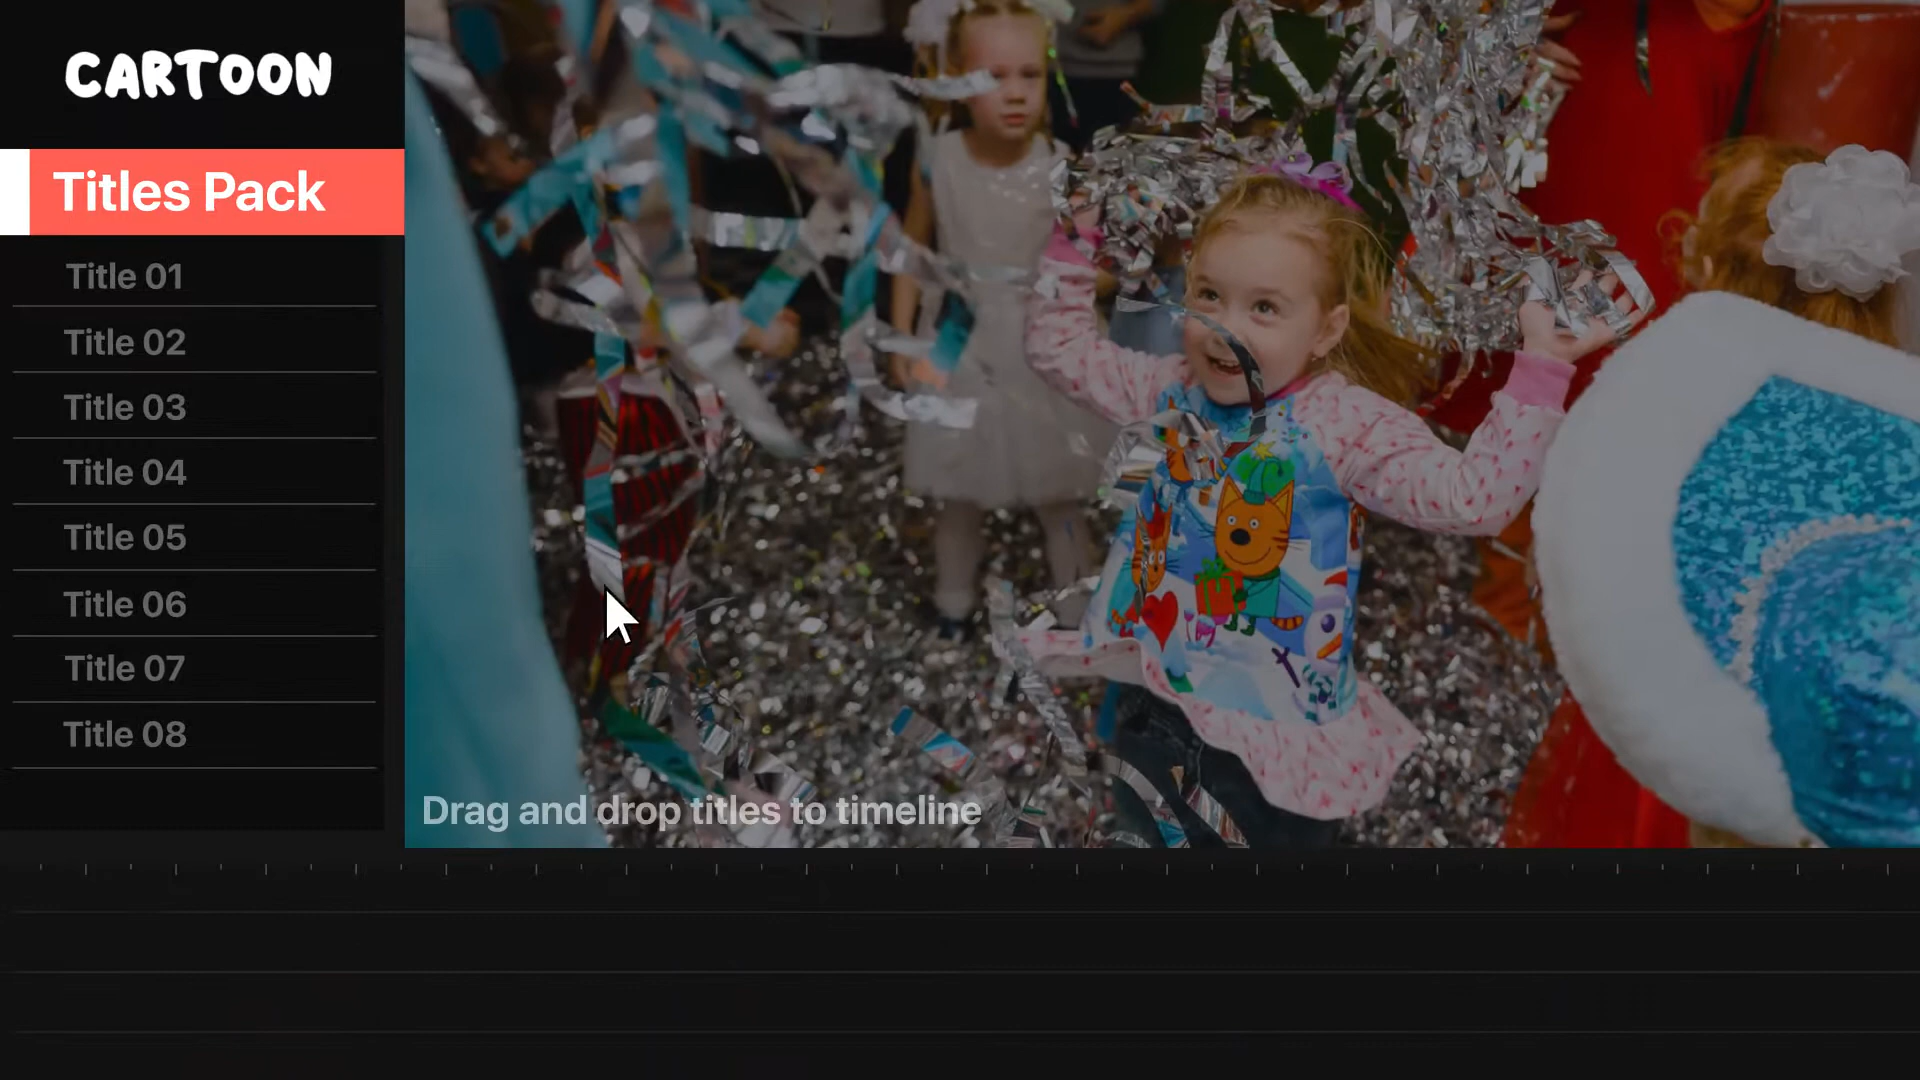 CARTOON
Titles Pack
Title 01
Title 02
Title 03
Title 04
Title 05
Title 06
Title 07
Title 08
Drag and drop titles to timeline